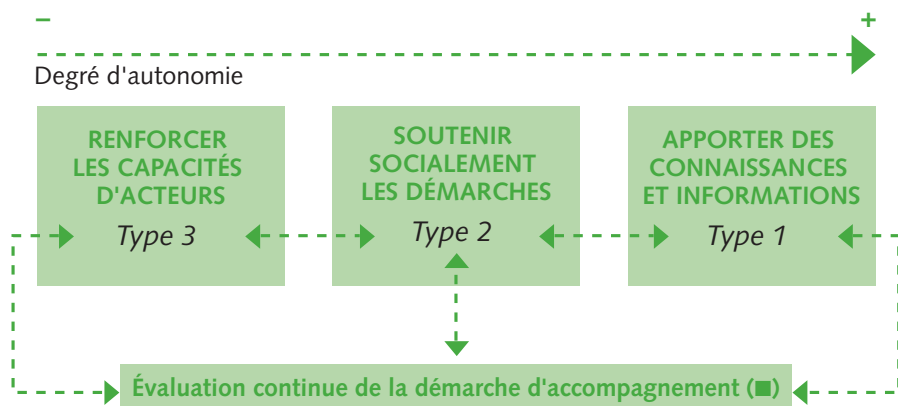 – +
Degré d'autonomie
RENFORCER
LES CAPACITÉS
D'ACTEURS
Type 3
SOUTENIR
SOCIALEMENT
LES DÉMARCHES
Type 2
APPORTER DES
CONNAISSANCES
ET INFORMATIONS
Type 1
Évaluation continue de la démarche d'accompagnement (■)